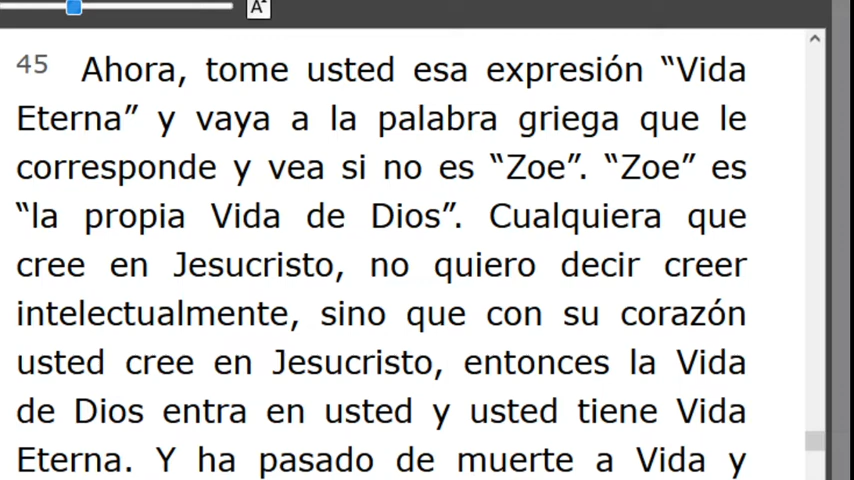 A
45 Ahora, tome usted esa expresión “Vida
Eterna” y vaya a la palabra griega que le
corresponde y vea si no es “Zoe”. “Zoe” es
“la propia Vida de Dios”. Cualquiera que
cree en Jesucristo, no quiero decir creer
intelectualmente, sino que con su corazón
usted cree en Jesucristo, entonces la Vida
de Dios entra en usted y usted tiene Vida
Eterna. Y ha pasado de muerte a Vida y